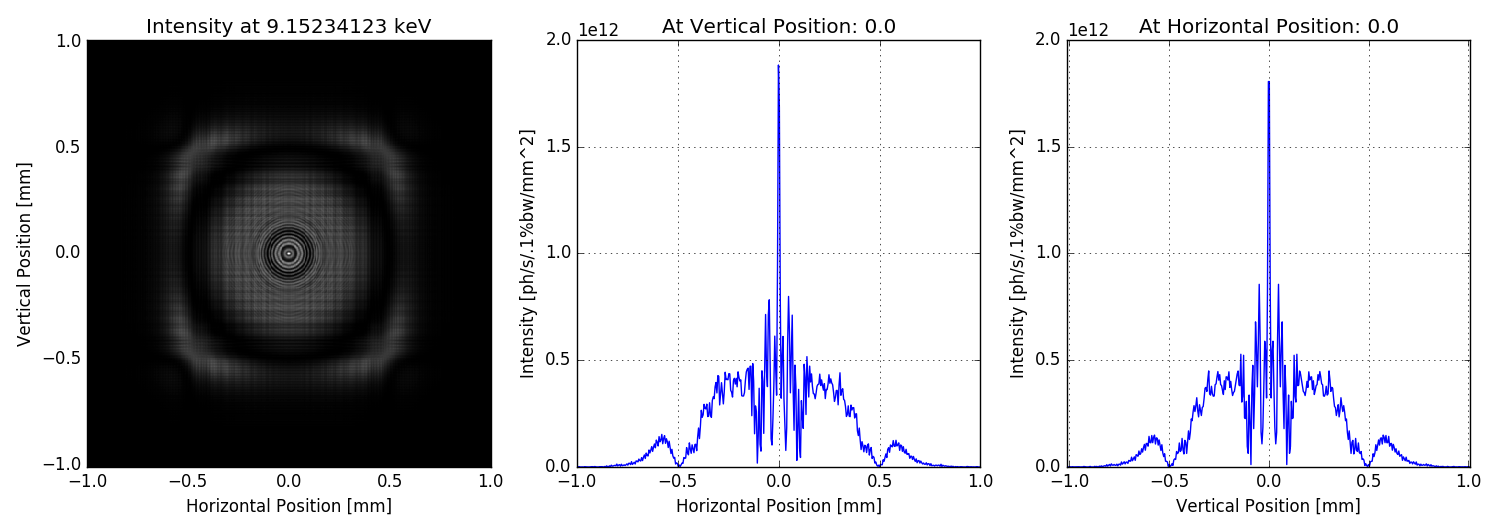 Intensity at 9.15234123 keV
1.0
0.5
0.0
−0.5
−1.0
Vertical Position [mm]
−1.0 −0.5 0.0 0.5 1.0
Horizontal Position [mm]
1e12 At Vertical Position: 0.0
2.0
1.5
1.0
0.5
0.0
Intensity [ph/s/.1%bw/mm^2]
−1.0 −0.5 0.0 0.5 1.0
Horizontal Position [mm]
1e12 At Horizontal Position: 0.0
2.0
1.5
1.0
0.5
0.0
Intensity [ph/s/.1%bw/mm^2]
−1.0 −0.5 0.0 0.5 1.0
Vertical Position [mm]